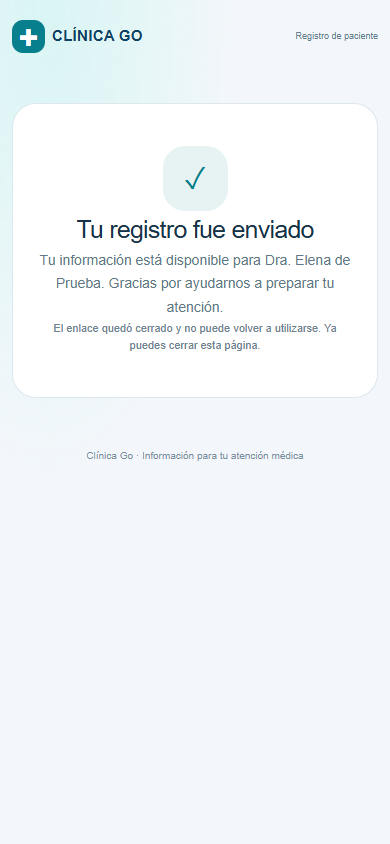 CLÍNICA GO
Registro de paciente
Tu registro fue enviado
Tu información está disponible para Dra. Elena de
Prueba. Gracias por ayudarnos a preparar tu
atención.
El enlace quedó cerrado y no puede volver a utilizarse. Ya
puedes cerrar esta página.
Clínica Go · Información para tu atención médica